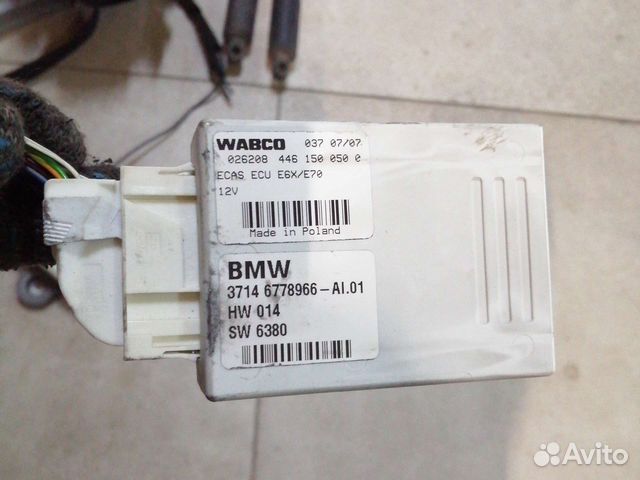 WABCO 037 07/07
026208 446 150 050 0
ECAS ECU E6X/E70
12V
Made in Poland
BMW
3714 6778966-AI.01
HW 014
SW 6380
Avito